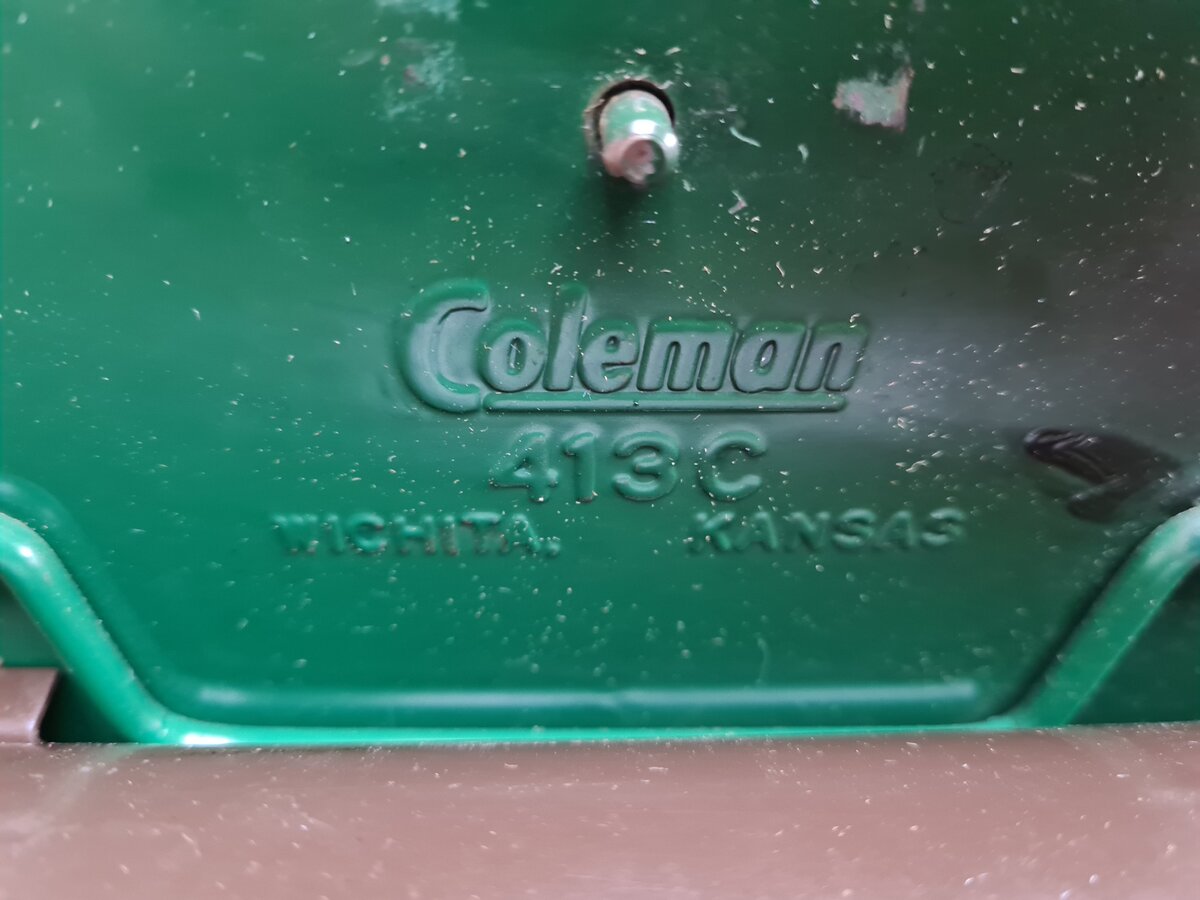 Coleman
413C
WICHITA, KANSAS